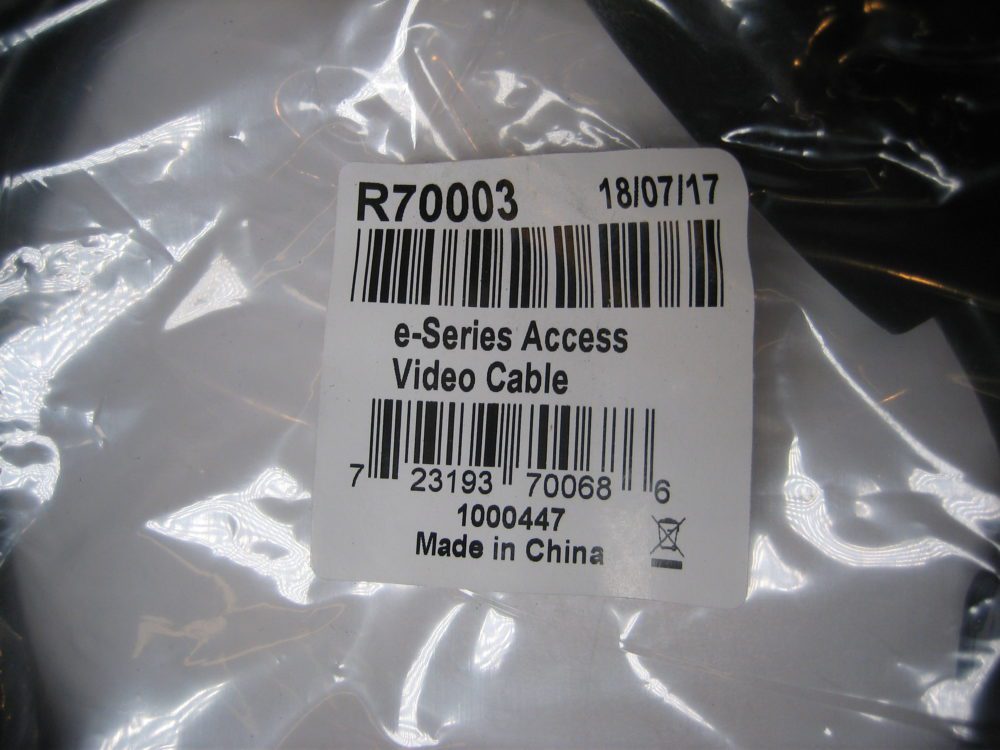 R70003 18/07/17
e-Series Access
Video Cable
7 23193 70068 6
1000447
Made in China